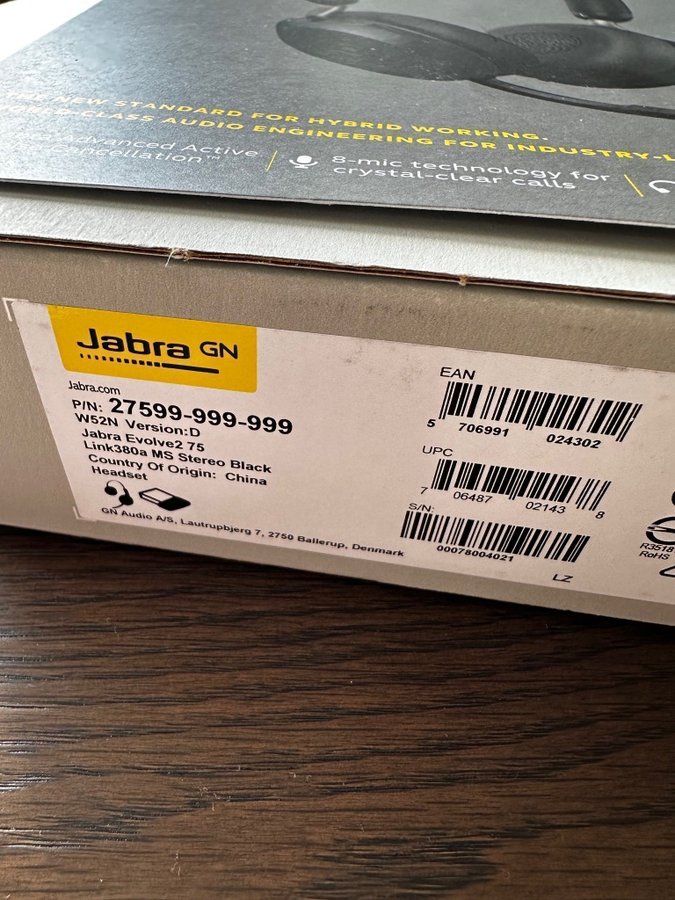 NEW STANDARD FOR HYBRID WORKING.
-CLASS AUDIO ENGINEERING FOR INDUSTRY-L
Advanced Active
Cancellation™
8-mic technology for
crystal-clear calls
Jabra GN
Jabra.com
P/N: 27599-999-999
W52N Version:D
Jabra Evolve2 75
Link380a MS Stereo Black
Country Of Origin: China
Headset
GN Audio A/S, Lautrupbjerg 7, 2750 Ballerup, Denmark
EAN
5 706991 024302
UPC
7 06487 02143 8
S/N:
00078004021
LZ
R3518
RoHS